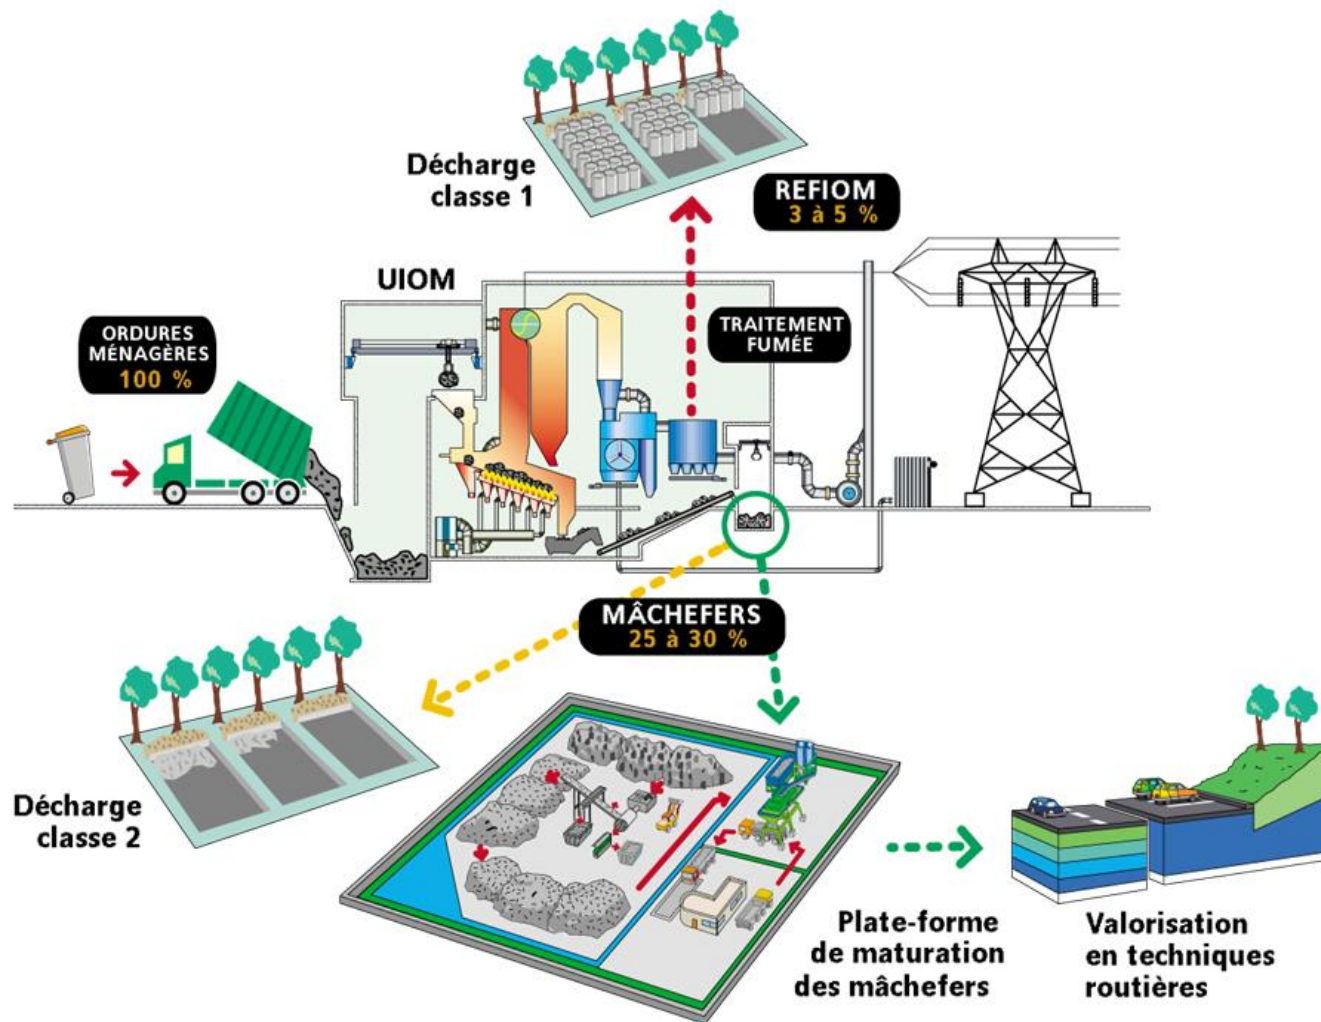 Décharge
classe 1
REFIOM
3 à 5 %
UIOM
ORDURES
MÉNAGÈRES
100 %
TRAITEMENT
FUMÉE
MÂCHEFERS
25 à 30 %
Décharge
classe 2
Plate-forme
de maturation
des mâchefers
Valorisation
en techniques
routières